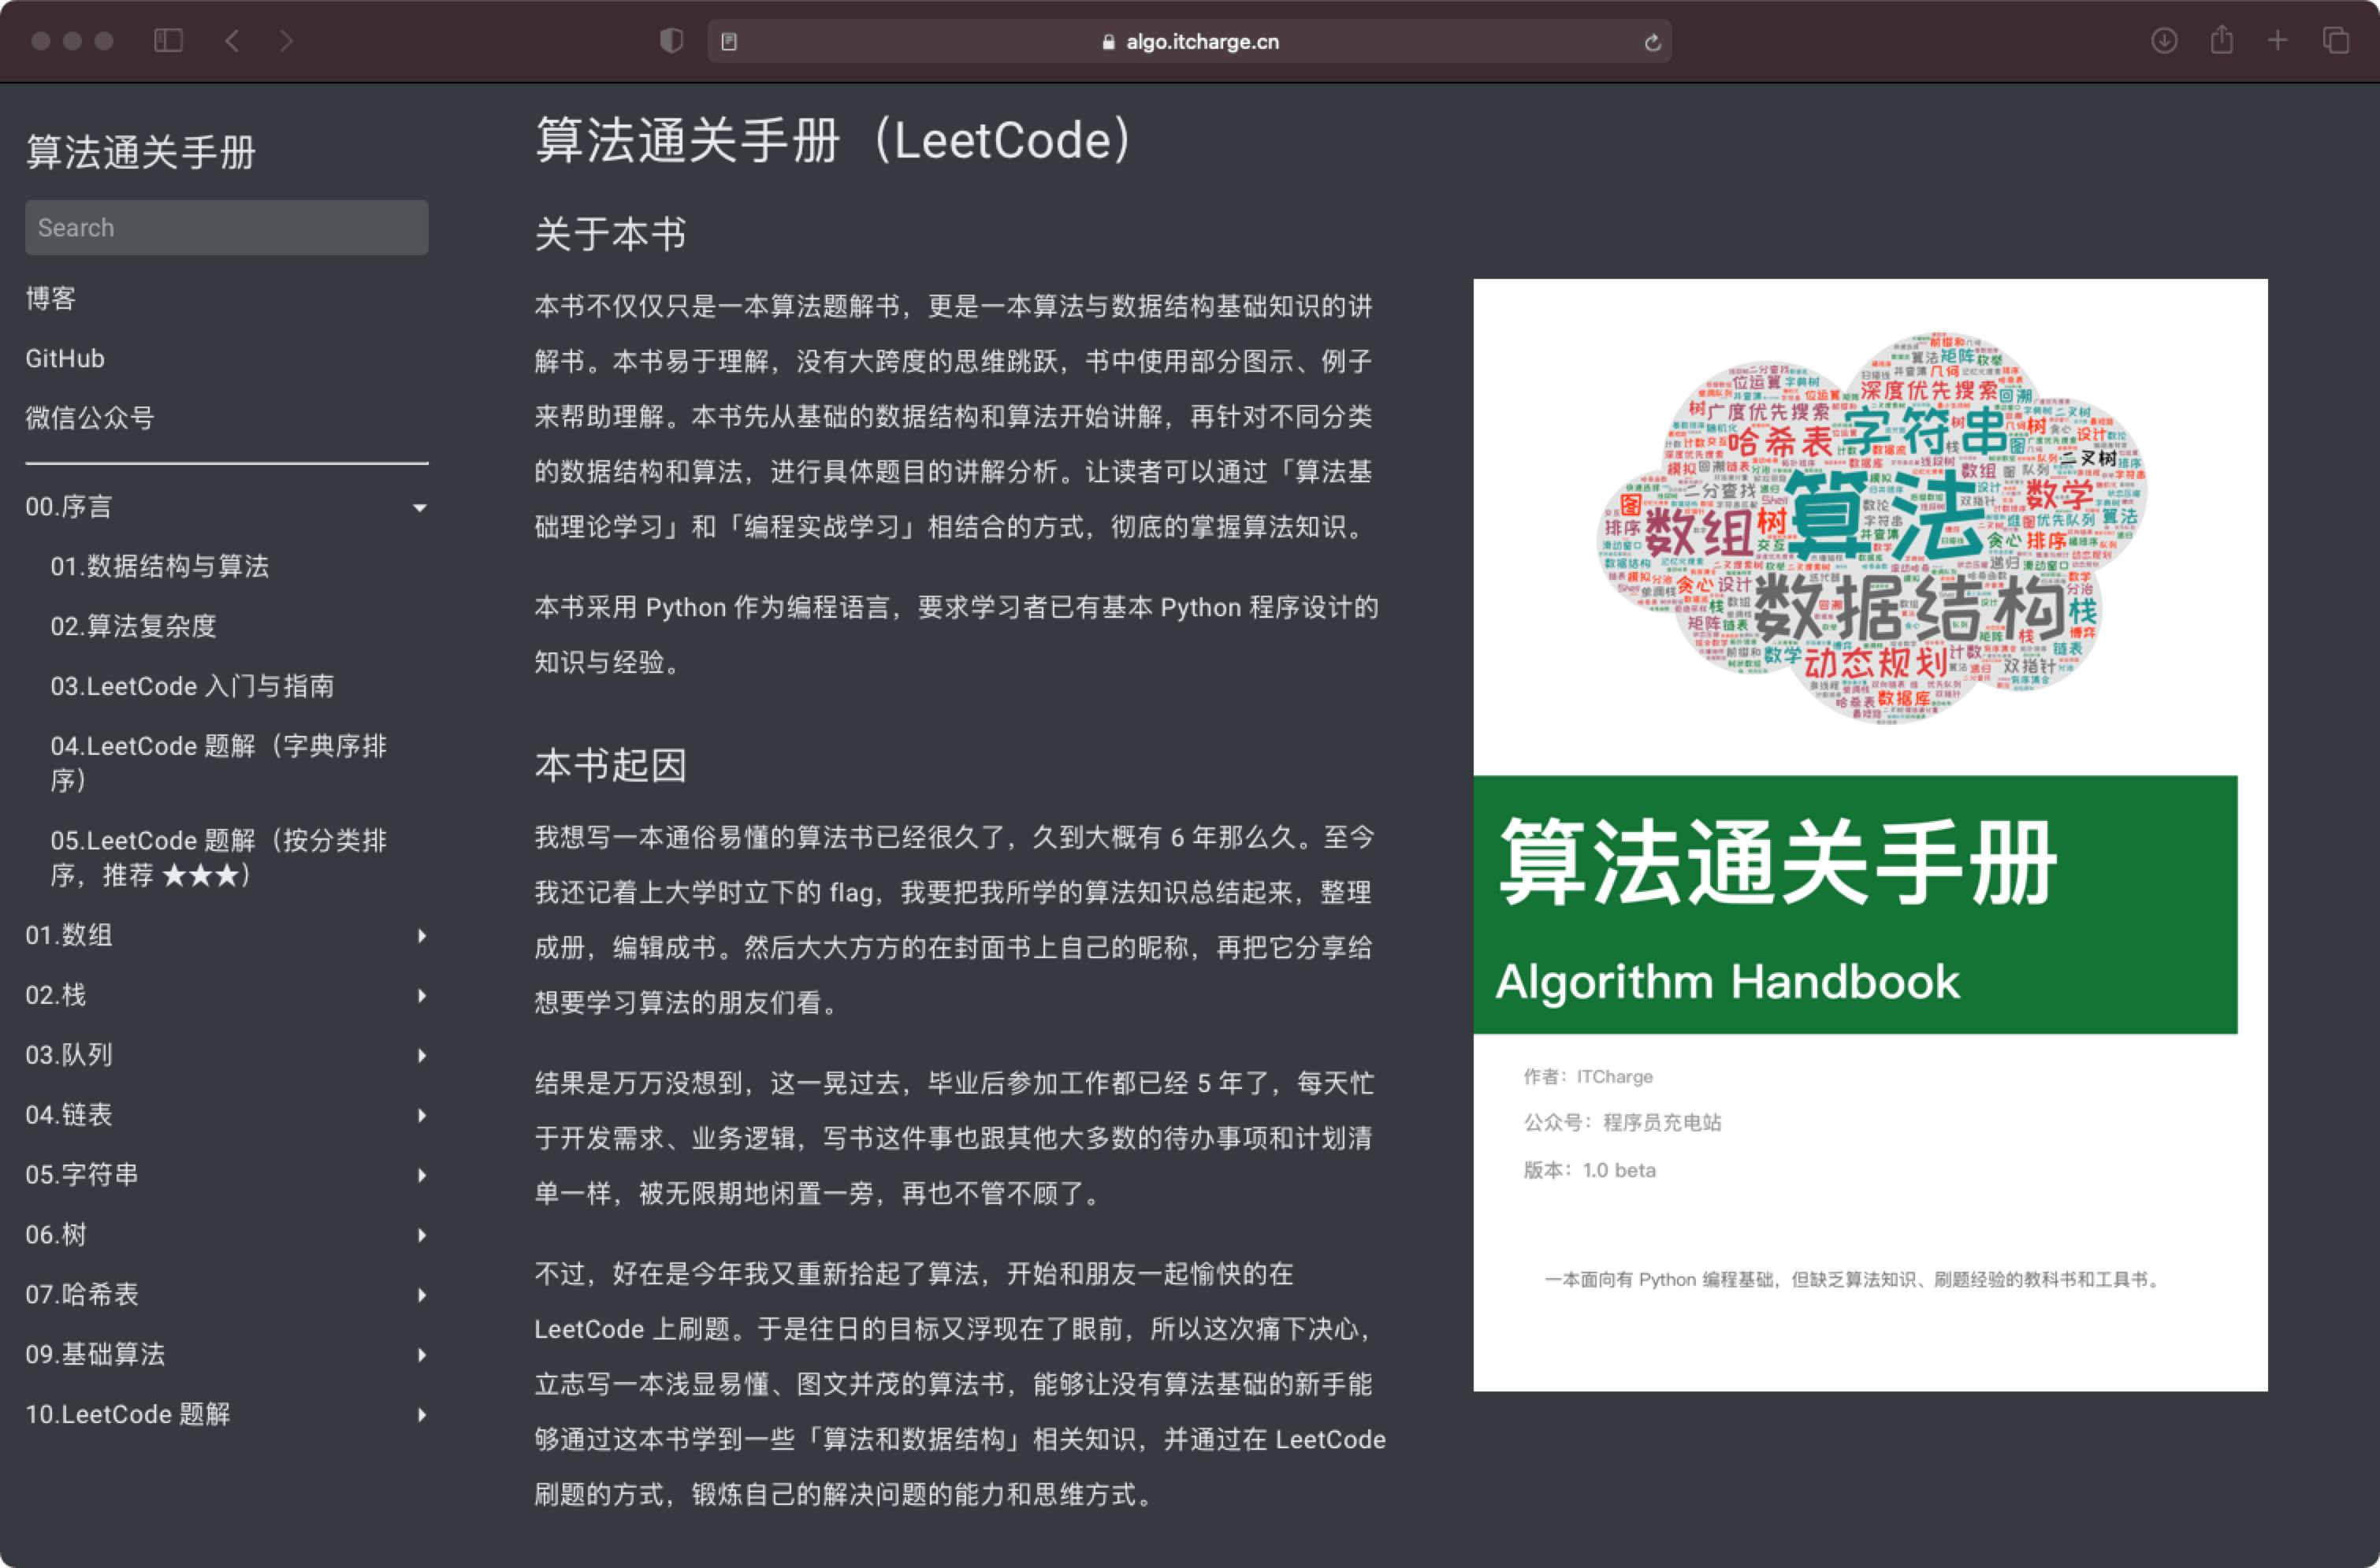 algo.itcharge.cn
算法通关手册
Search
博客
GitHub
微信公众号
00.序言
01.数据结构与算法
02.算法复杂度
03.LeetCode 入门与指南
04.LeetCode 题解（字典序排
序）
05.LeetCode 题解（按分类排
序，推荐 ★★★）
01.数组
02.栈
03.队列
04.链表
05.字符串
06.树
07.哈希表
09.基础算法
10.LeetCode 题解
算法通关手册（LeetCode）
关于本书
本书不仅仅只是一本算法题解书，更是一本算法与数据结构基础知识的讲
解书。本书易于理解，没有大跨度的思维跳跃，书中使用部分图示、例子
来帮助理解。本书先从基础的数据结构和算法开始讲解，再针对不同分类
的数据结构和算法，进行具体题目的讲解分析。让读者可以通过「算法基
础理论学习」和「编程实战学习」相结合的方式，彻底的掌握算法知识。
本书采用 Python 作为编程语言，要求学习者已有基本 Python 程序设计的
知识与经验。
本书起因
我想写一本通俗易懂的算法书已经很久了，久到大概有 6 年那么久。至今
我还记着上大学时立下的 flag，我要把我所学的算法知识总结起来，整理
成册，编辑成书。然后大大方方的在封面书上自己的昵称，再把它分享给
想要学习算法的朋友们看。
结果是万万没想到，这一晃过去，毕业后参加工作都已经 5 年了，每天忙
于开发需求、业务逻辑，写书这件事也跟其他大多数的待办事项和计划清
单一样，被无限期地闲置一旁，再也不管不顾了。
不过，好在是今年我又重新拾起了算法，开始和朋友一起愉快的在
LeetCode 上刷题。于是往日的目标又浮现在了眼前，所以这次痛下决心，
立志写一本浅显易懂、图文并茂的算法书，能够让没有算法基础的新手能
够通过这本书学到一些「算法和数据结构」相关知识，并通过在 LeetCode
刷题的方式，锻炼自己的解决问题的能力和思维方式。
深度优先搜索
广度优先搜索
哈希表
字符串
二叉树
二分查找
数学
数组
树
算法
排序
贪心
设计
数据结构
栈
动态规划
双指针
数据库
算法通关手册
Algorithm Handbook
作者：ITCharge
公众号：程序员充电站
版本：1.0 beta
一本面向有 Python 编程基础，但缺乏算法知识、刷题经验的教科书和工具书。